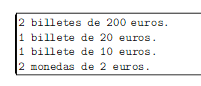 2 billetes de 200 euros.
1 billete de 20 euros.
1 billete de 10 euros.
2 monedas de 2 euros.